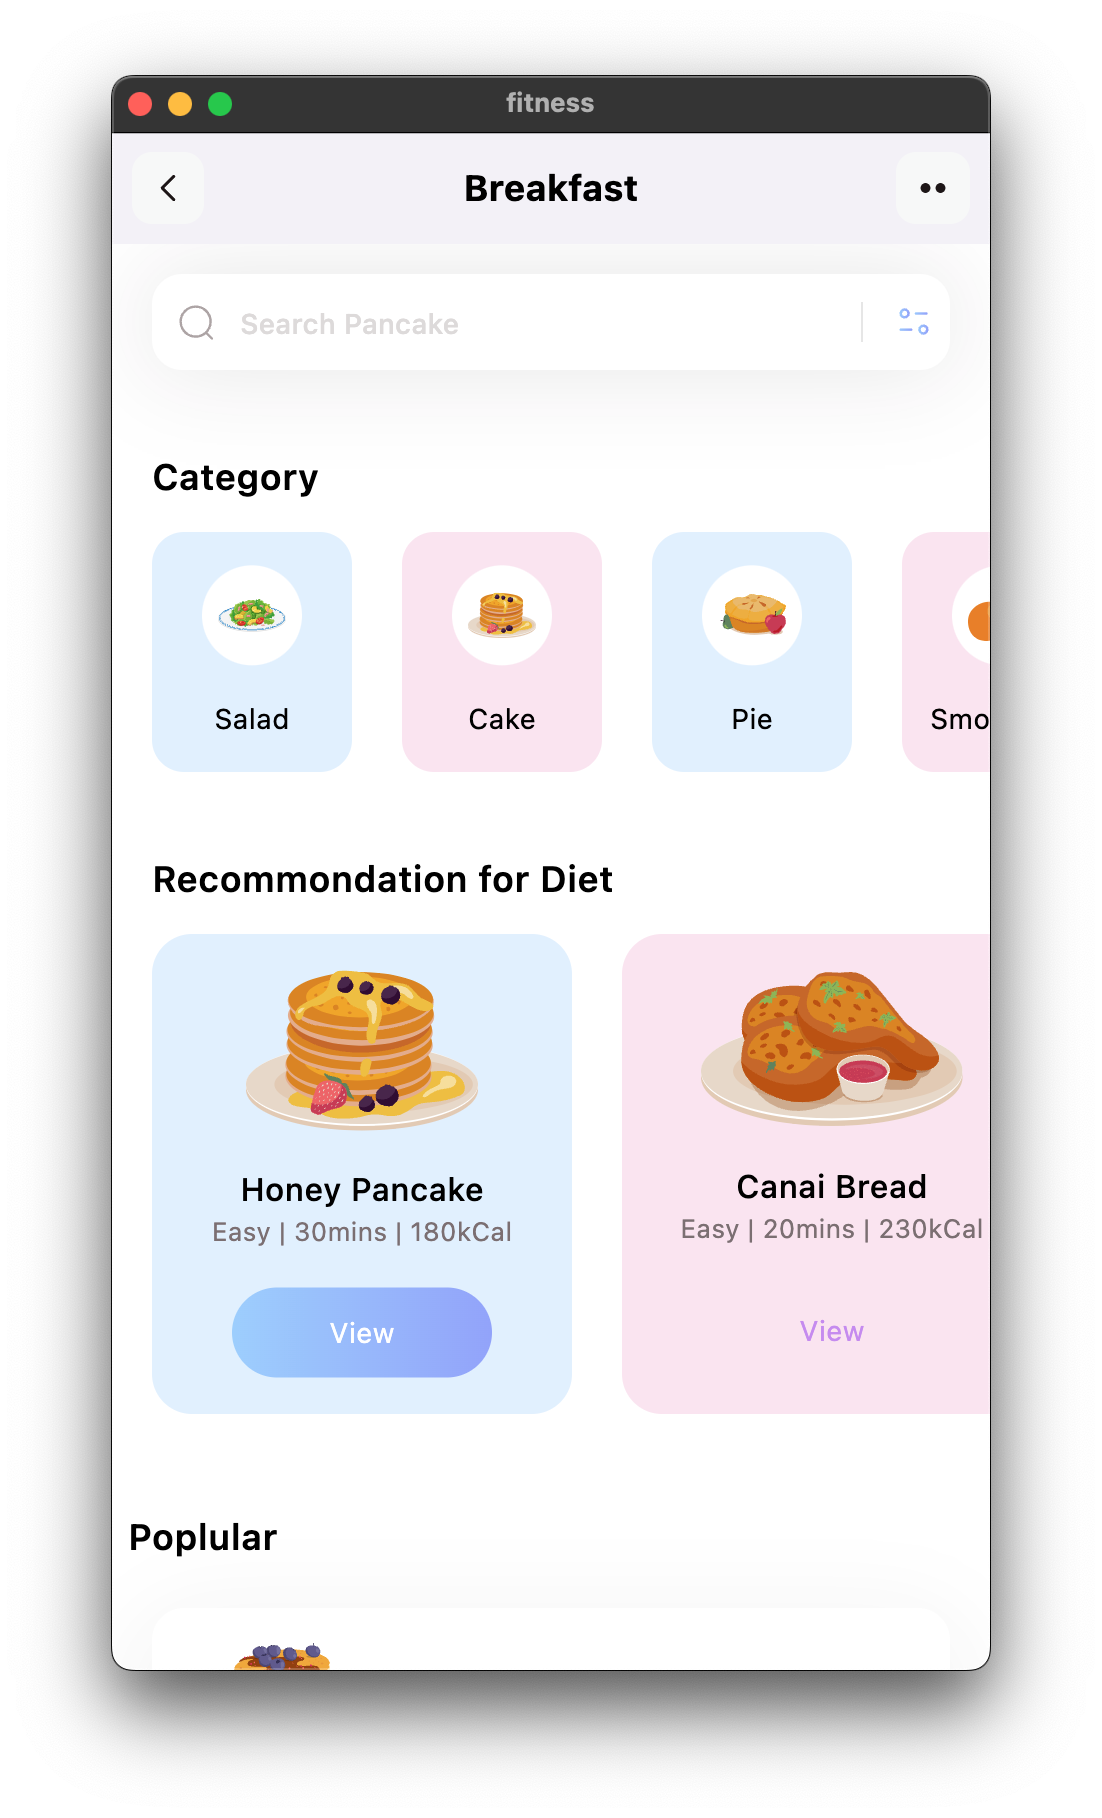 fitness
Breakfast
Search Pancake
Category
Salad
Cake
Pie
Smo
Recommondation for Diet
Honey Pancake
Easy | 30mins | 180kCal
View
Canai Bread
Easy | 20mins | 230kCal
View
Poplular